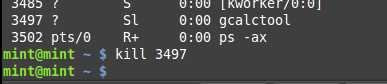 3485 ? S 0:00 [kworker/0:0]
3497 ? Sl 0:00 gcalctool
3502 pts/0 R+ 0:00 ps -ax
mint@mint ~ $ kill 3497
mint@mint ~ $